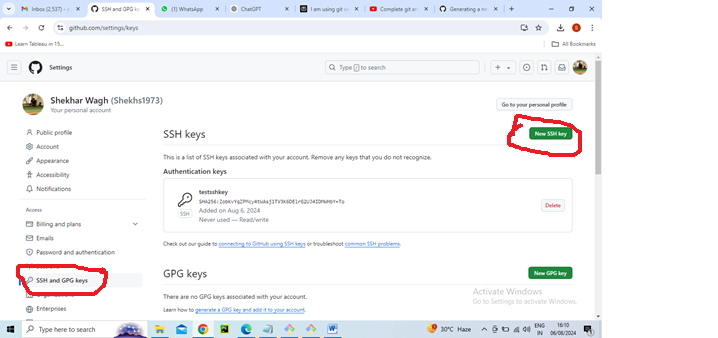 Inbox (2,537) -
SSH and GPG k
(1) WhatsApp
ChatGPT
I am using git v
Complete git an
Generating a ne
github.com/settings/keys
S
Learn Tableau in 15...
All Bookmarks
Settings
Type / to search
Shekhar Wagh (Shekhs1973)
Your personal account
Go to your personal profile
Public profile
Account
Appearance
Accessibility
Notifications
Access
Billing and plans
Emails
Password and authentication
SSH and GPG keys
Enterprises
SSH keys
New SSH key
This is a list of SSH keys associated with your account. Remove any keys that you do not recognize.
Authentication keys
testsshkey
Added on Aug 6, 2024
Never used — Read/write
SSH
Delete
Check out our guide to connecting to GitHub using SSH keys or troubleshoot common SSH problems.
GPG keys
New GPG key
There are no GPG keys associated with your account.
Learn how to generate a GPG key and add it to your account.
Activate Windows
Go to Settings to activate Windows.
Type here to search
30°C Haze
ENG
IN
16:10
06/08/2024